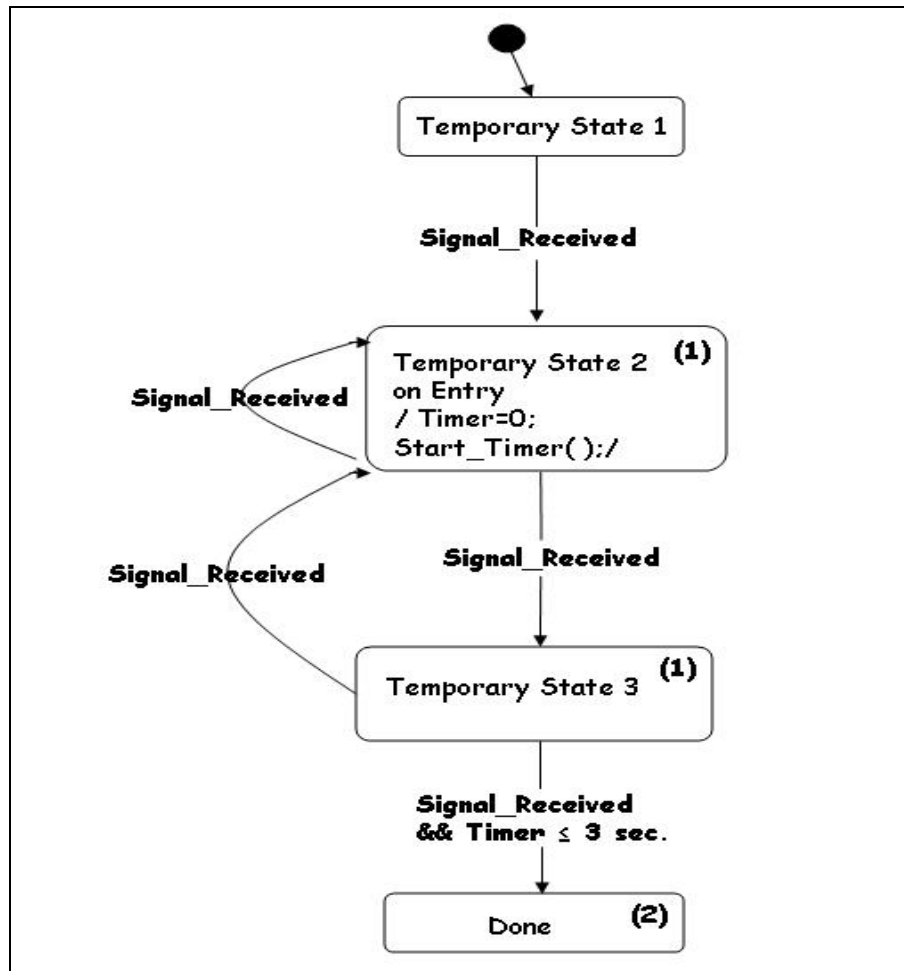 Temporary State 1
Signal_Received
(1)
Temporary State 2
on Entry
/ Timer=0;
Start_Timer( );/
Signal_Received
Signal_Received
Signal_Received
(1)
Temporary State 3
Signal_Received
&& Timer ≤ 3 sec.
(2)
Done